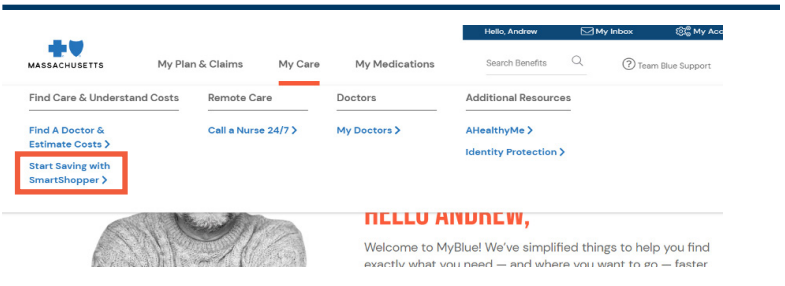 Hello, Andrew
My Inbox
My Acc
MASSACHUSETTS
My Plan & Claims
My Care
My Medications
Search Benefits
Team Blue Support
Find Care & Understand Costs
Remote Care
Doctors
Additional Resources
Find A Doctor &
Estimate Costs >
Call a Nurse 24/7 >
My Doctors >
AHealthyMe >
Identity Protection >
Start Saving with
SmartShopper >
HELLO ANDREW,
Welcome to MyBlue! We've simplified things to help you find
exactly what you need — and where you want to go — faster